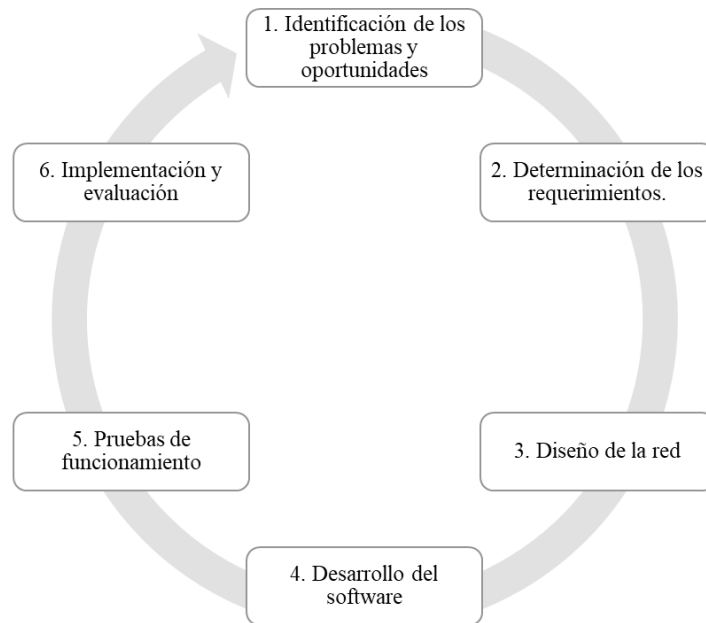 1. Identificación de los
problemas y
oportunidades
2. Determinación de los
requerimientos.
3. Diseño de la red
4. Desarrollo del
software
5. Pruebas de
funcionamiento
6. Implementación y
evaluación